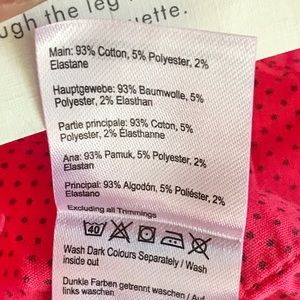 ugh the leg
uette.
Main: 93% Cotton, 5% Polyester, 2%
Elastane
Hauptgewebe: 93% Baumwolle, 5%
Polyester, 2% Elasthan
Partie principale: 93% Coton, 5%
Polyester, 2% Élasthanne
Ana: 93% Pamuk, 5% Polyester, 2%
Elastan
Principal: 93% Algodón, 5% Poliéster, 2%
Elastano
Excluding all Trimmings
40
Wash Dark Colours Separately / Wash
inside out
Dunkle Farben getrennt waschen / Auf
links waschen